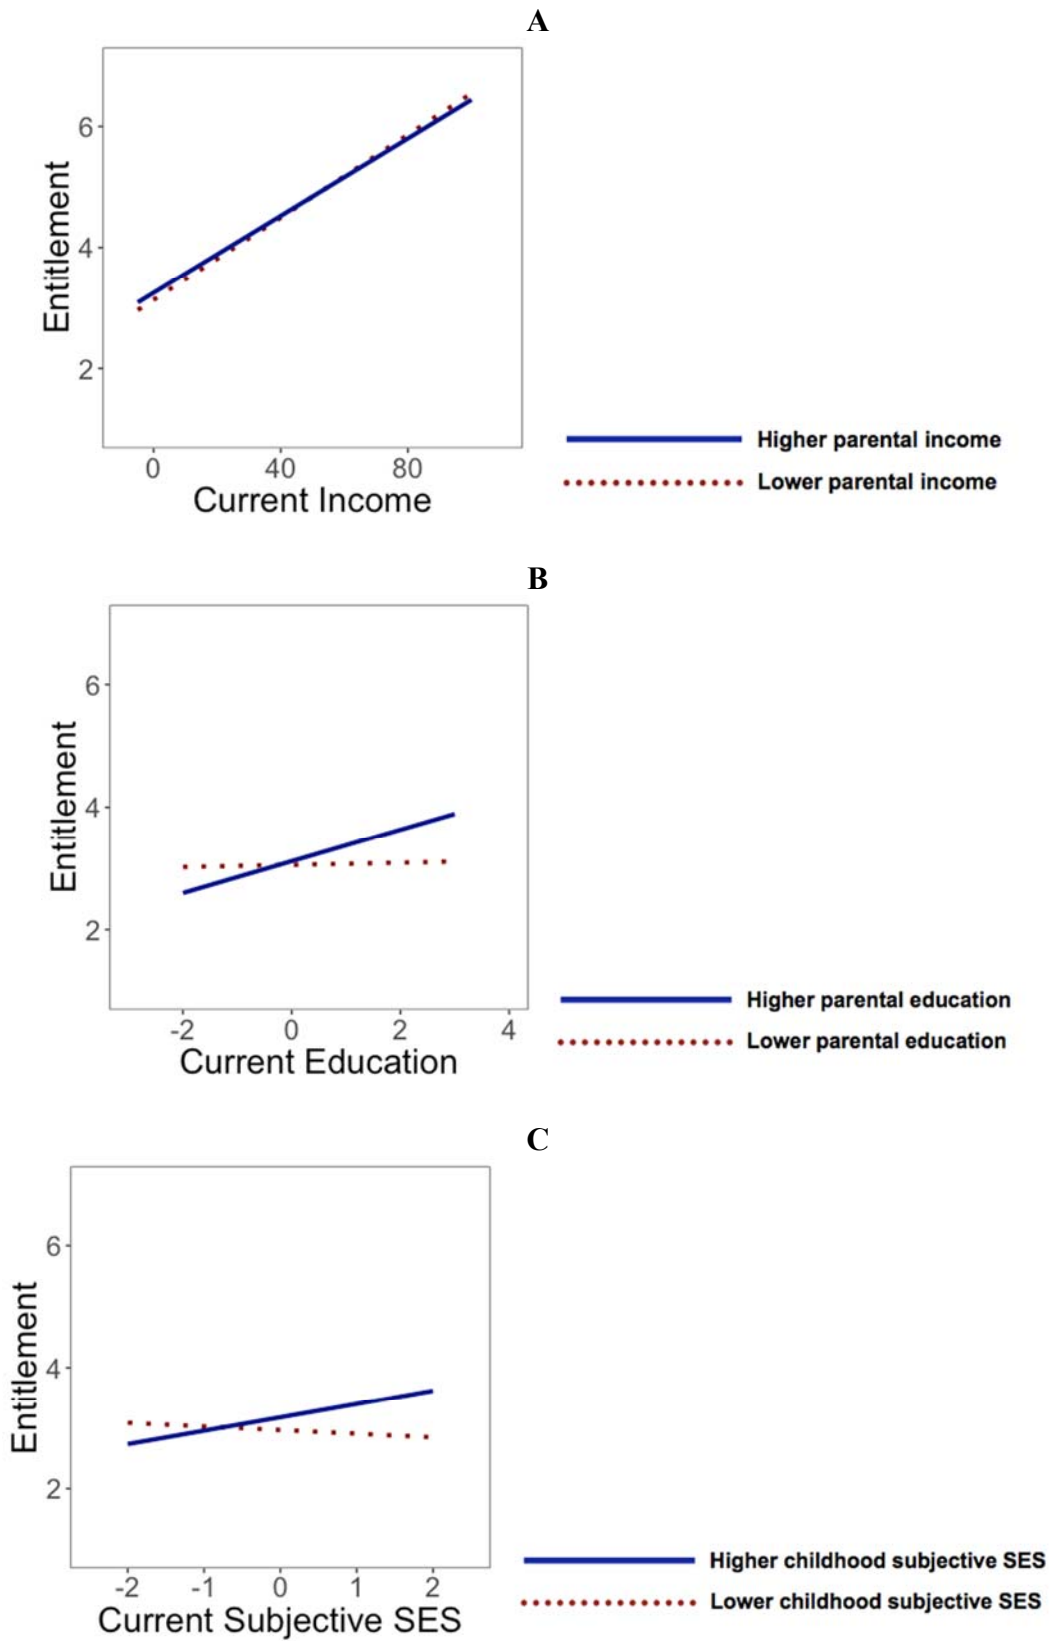 A
Entitlement
6
4
2
0 40 80
Current Income
Higher parental income
Lower parental income
B
Entitlement
6
4
2
-2 0 2 4
Current Education
Higher parental education
Lower parental education
C
Entitlement
6
4
2
-2 -1 0 1 2
Current Subjective SES
Higher childhood subjective SES
Lower childhood subjective SES